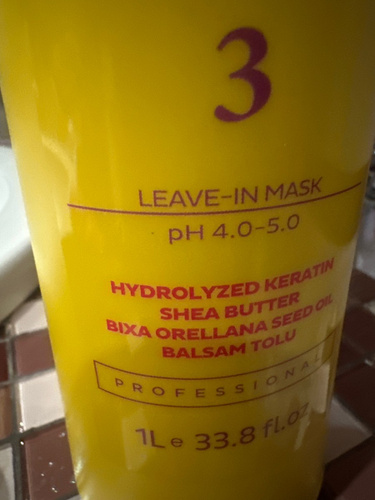 3
LEAVE-IN MASK
pH 4.0-5.0
HYDROLYZED KERATIN
SHEA BUTTER
BIXA ORELLANA SEED OIL
BALSAM TOLU
PROFESSIONAL
1L e 33.8 fl.oz